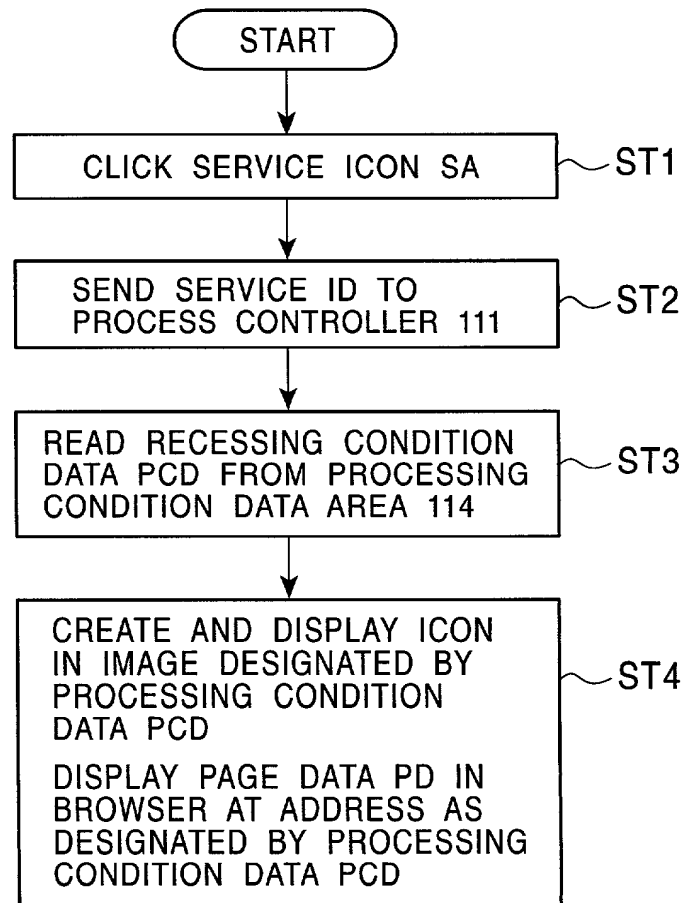 START
CLICK SERVICE ICON SA
ST1
SEND SERVICE ID TO
PROCESS CONTROLLER 111
ST2
READ RECESSING CONDITION
DATA PCD FROM PROCESSING
CONDITION DATA AREA 114
ST3
CREATE AND DISPLAY ICON
IN IMAGE DESIGNATED BY
PROCESSING CONDITION
DATA PCD
DISPLAY PAGE DATA PD IN
BROWSER AT ADDRESS AS
DESIGNATED BY PROCESSING
CONDITION DATA PCD
ST4